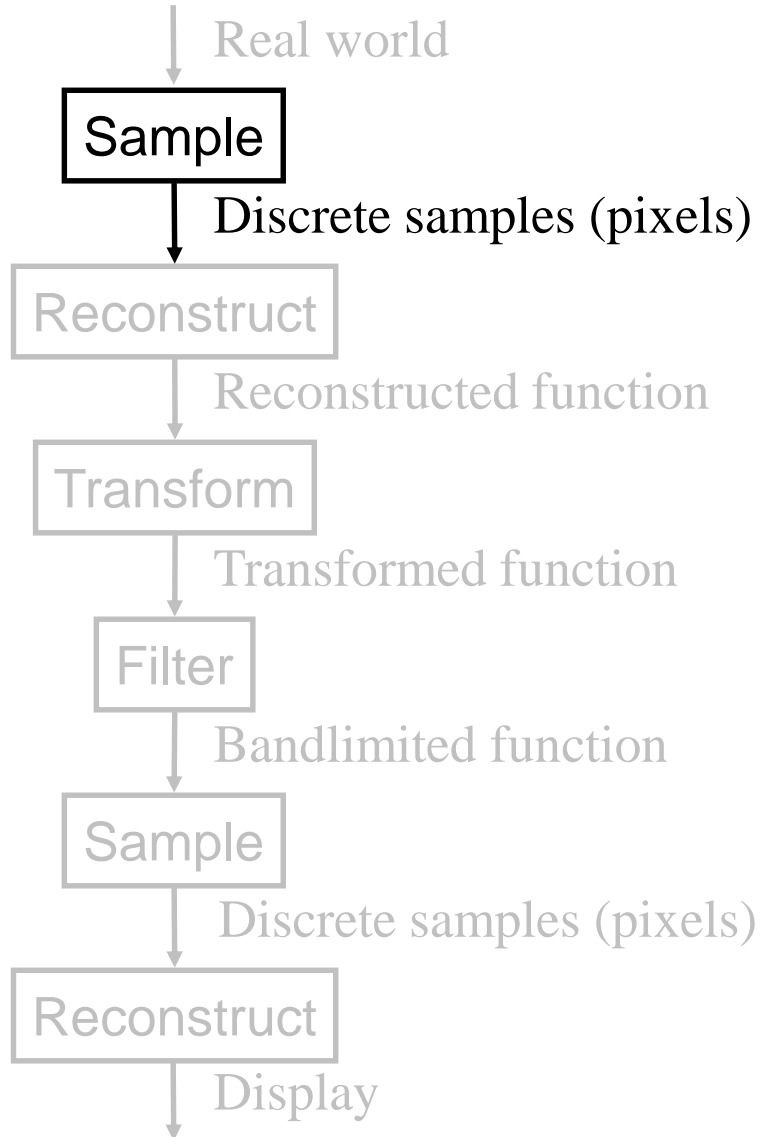 Real world
Sample
Discrete samples (pixels)
Reconstruct
Reconstructed function
Transform
Transformed function
Filter
Bandlimited function
Sample
Discrete samples (pixels)
Reconstruct
Display